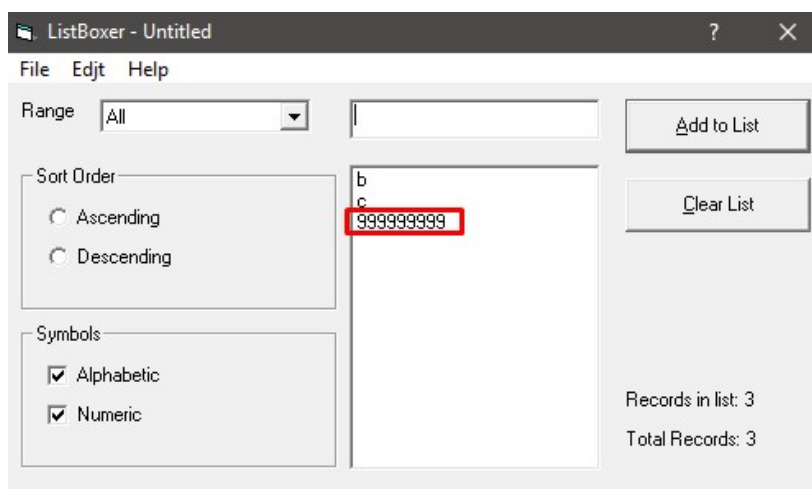 ListBoxer - Untitled
?
File Edjt Help
Range
All
Add to List
Sort Order
Ascending
Descending
b
c
999999999
Clear List
Symbols
Alphabetic
Numeric
Records in list: 3
Total Records: 3